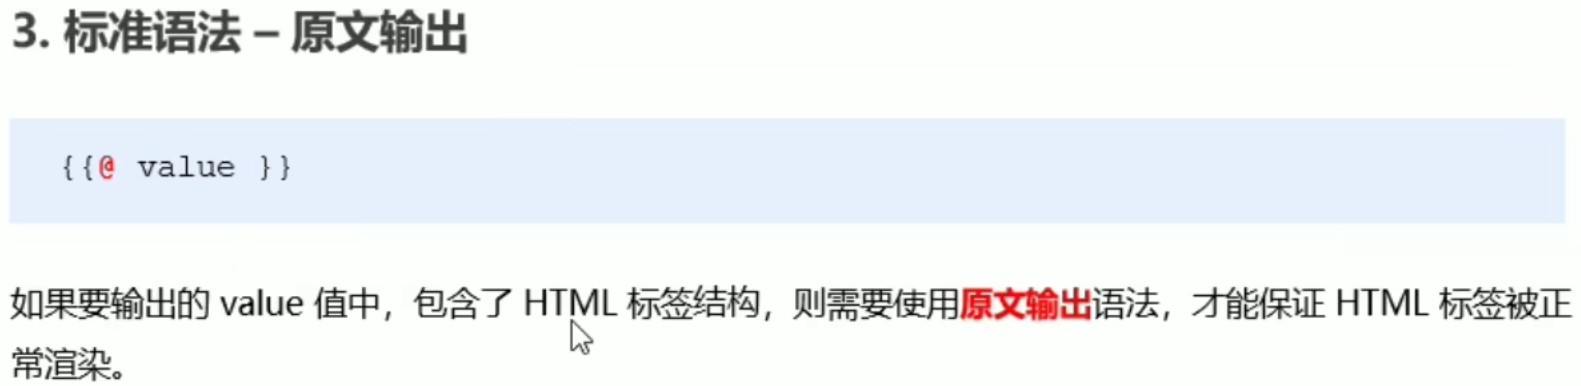 3. 标准语法 – 原文输出
{{@ value }}
如果要输出的 value 值中，包含了 HTML 标签结构，则需要使用原文输出语法，才能保证 HTML 标签被正
常渲染。